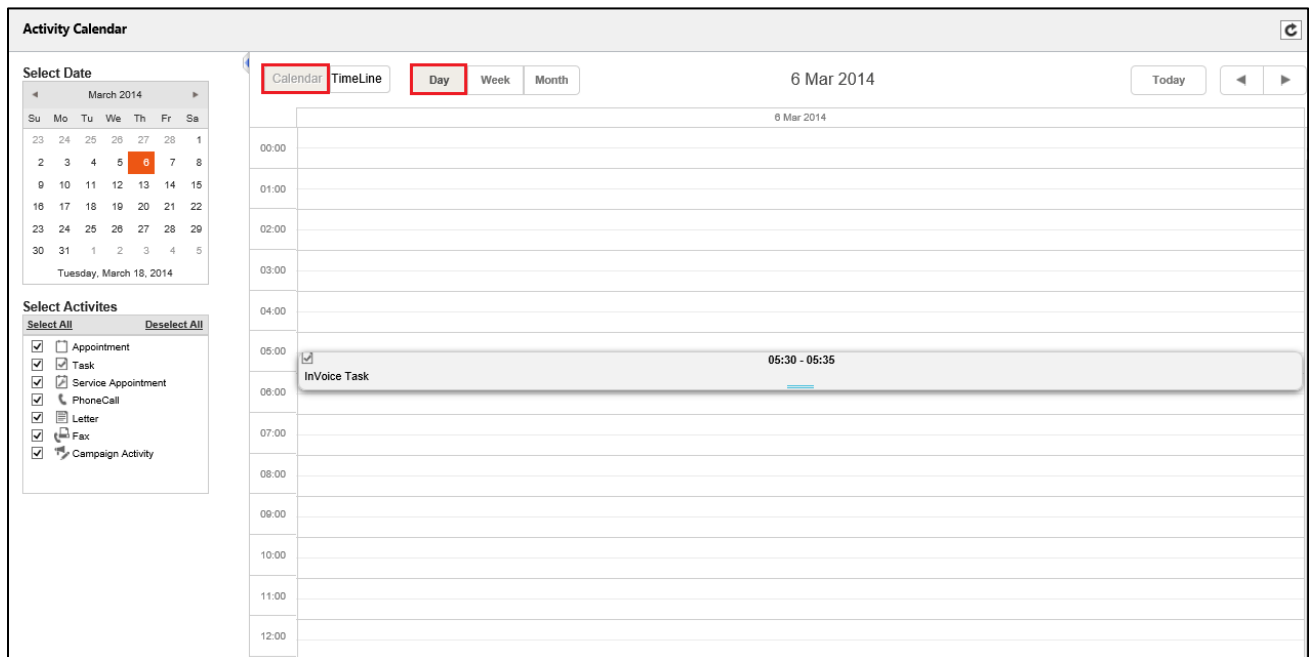 Activity Calendar
Select Date
March 2014
Su Mo Tu We Th Fr Sa
23 24 25 26 27 28 1
2 3 4 5 6 7 8
9 10 11 12 13 14 15
16 17 18 19 20 21 22
23 24 25 26 27 28 29
30 31 1 2 3 4 5
Tuesday, March 18, 2014
Select Activites
Select All Deselect All
Appointment
Task
Service Appointment
PhoneCall
Letter
Fax
Campaign Activity
Calendar TimeLine Day Week Month 6 Mar 2014 Today
6 Mar 2014
00:00
01:00
02:00
03:00
04:00
05:00
05:30 - 05:35
InVoice Task
06:00
07:00
08:00
09:00
10:00
11:00
12:00